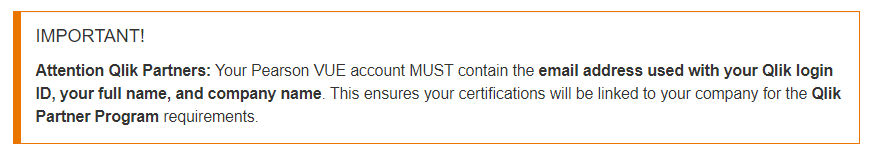 IMPORTANT!
Attention Qlik Partners: Your Pearson VUE account MUST contain the email address used with your Qlik login
ID, your full name, and company name. This ensures your certifications will be linked to your company for the Qlik
Partner Program requirements.